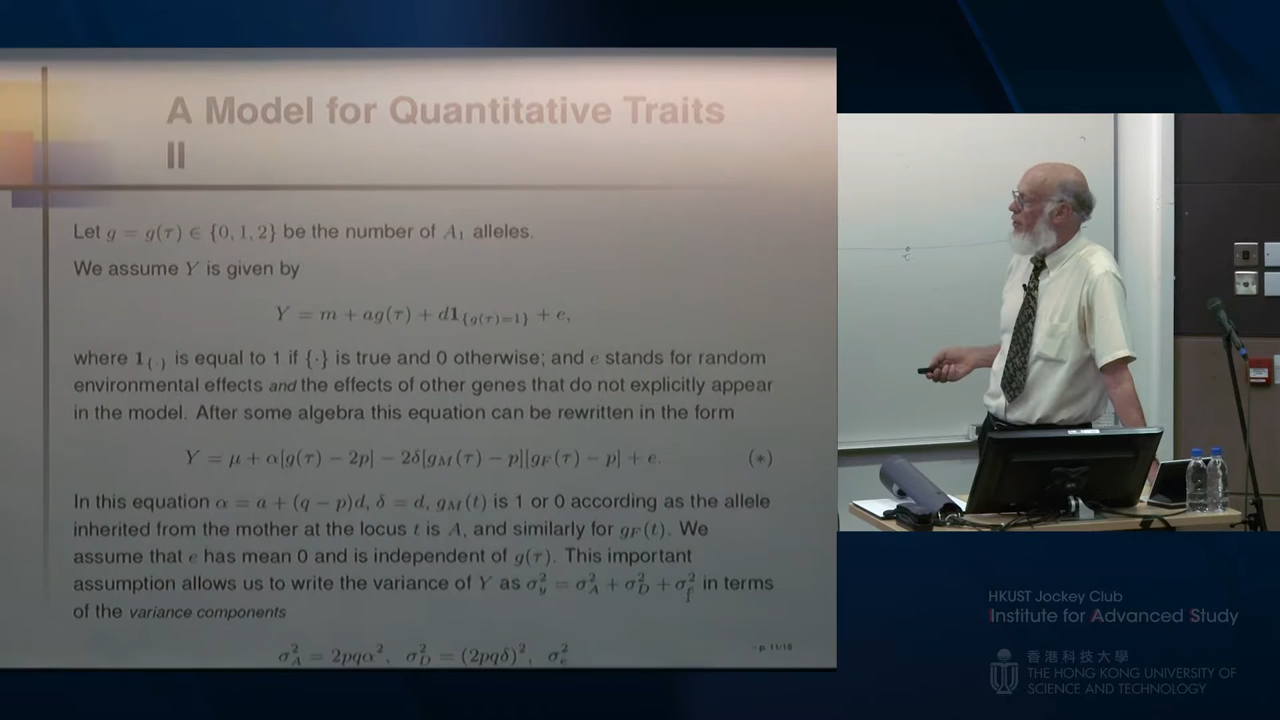 A Model for Quantitative Traits
II
Let g = g(τ) ∈ {0, 1, 2} be the number of A₁ alleles.
We assume Y is given by
Y = m + ag(τ) + d1_{g(τ)=1} + e,
where 1_{·} is equal to 1 if {·} is true and 0 otherwise; and e stands for random
environmental effects and the effects of other genes that do not explicitly appear
in the model. After some algebra this equation can be rewritten in the form
Y = μ + α[g(τ) − 2p] − 2δ[g_M(τ) − p][g_F(τ) − p] + e. (∗)
In this equation α = a + (q − p)d, δ = d, g_M(t) is 1 or 0 according as the allele
inherited from the mother at the locus t is A, and similarly for g_F(t). We
assume that e has mean 0 and is independent of g(τ). This important
assumption allows us to write the variance of Y as σ²_y = σ²_A + σ²_D + σ² in terms
of the variance components
σ²_A = 2pqα², σ²_D = (2pqδ)², σ²_e
HKUST Jockey Club
Institute for Advanced Study
香港科技大學
THE HONG KONG UNIVERSITY OF
SCIENCE AND TECHNOLOGY